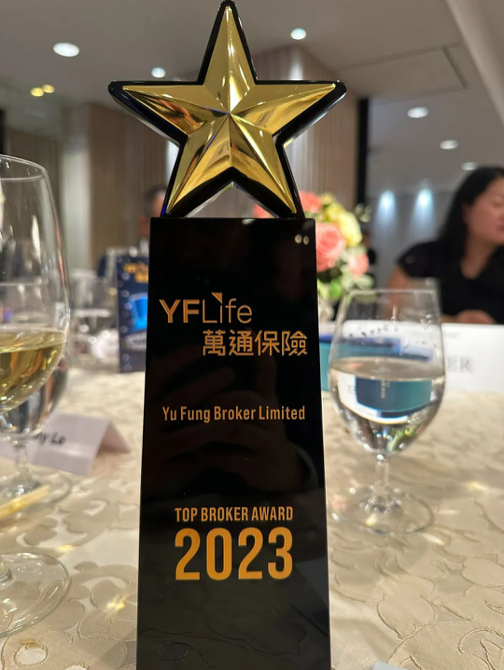 YFLife
萬通保險
Yu Fung Broker Limited
TOP BROKER AWARD
2023